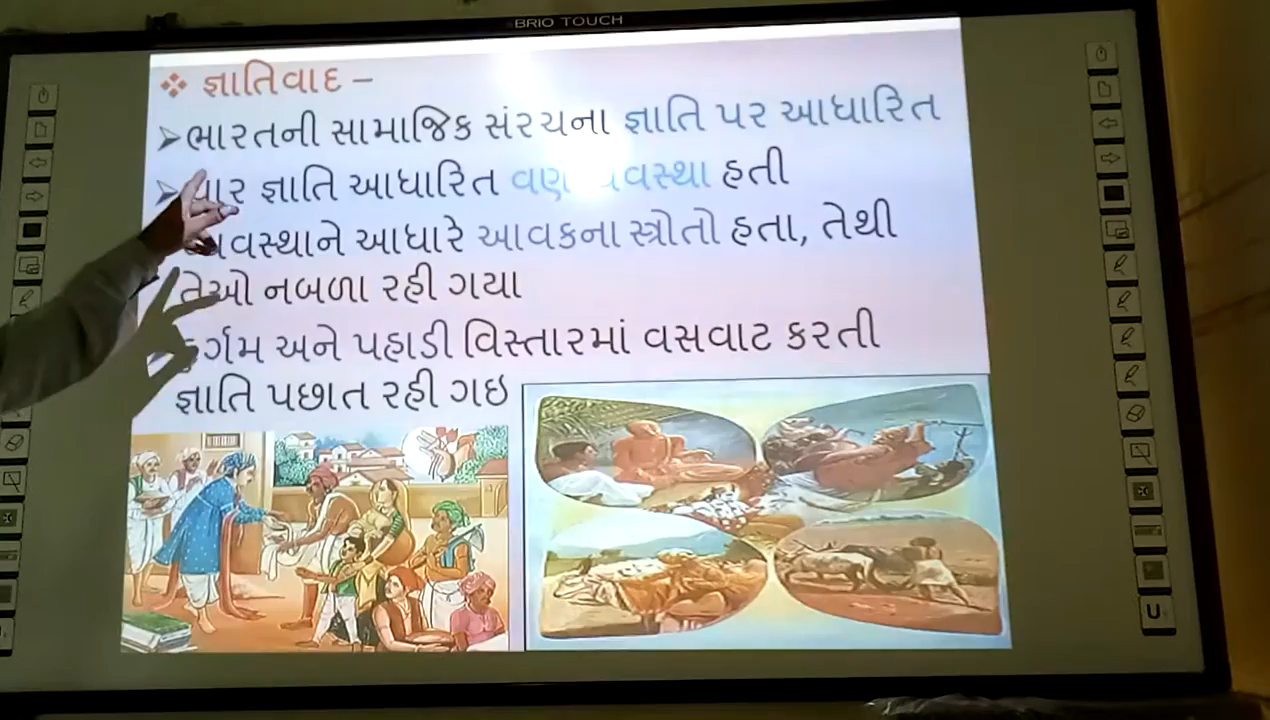 BRIO TOUCH
❖ જ્ઞાતિવાદ –
➢ ભારતની સામાજિક સંરચના જ્ઞાતિ પર આધારિત
➢ જ્ઞાતિ આધારિત હતી
આધારે આવકના સ્ત્રોતો હતા, તેથી
તેઓ નબળા રહી ગયા
અને પહાડી વિસ્તારમાં વસવાટ કરતી
જ્ઞાતિ પછાત રહી ગઇ